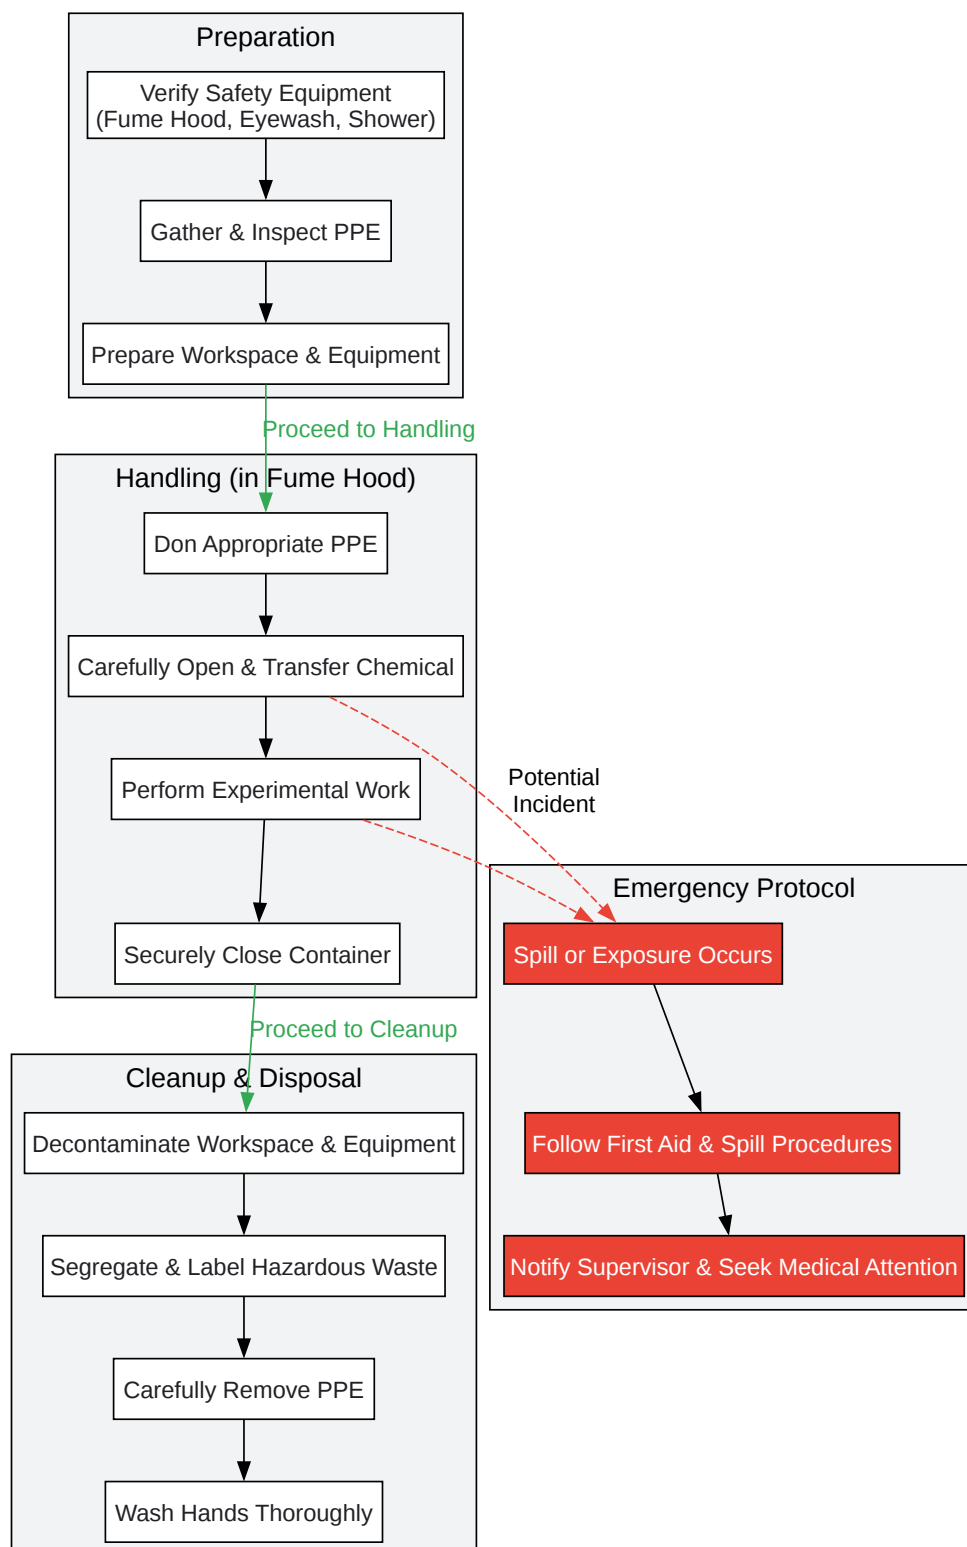 Preparation
Verify Safety Equipment
(Fume Hood, Eyewash, Shower)
Gather & Inspect PPE
Prepare Workspace & Equipment
Proceed to Handling
Handling (in Fume Hood)
Don Appropriate PPE
Carefully Open & Transfer Chemical
Perform Experimental Work
Securely Close Container
Potential
Incident
Emergency Protocol
Spill or Exposure Occurs
Follow First Aid & Spill Procedures
Notify Supervisor & Seek Medical Attention
Proceed to Cleanup
Cleanup & Disposal
Decontaminate Workspace & Equipment
Segregate & Label Hazardous Waste
Carefully Remove PPE
Wash Hands Thoroughly